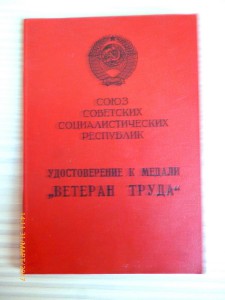 СОЮЗ
СОВЕТСКИХ
СОЦИАЛИСТИЧЕСКИХ
РЕСПУБЛИК
УДОСТОВЕРЕНИЕ К МЕДАЛИ
„ВЕТЕРАН ТРУДА“